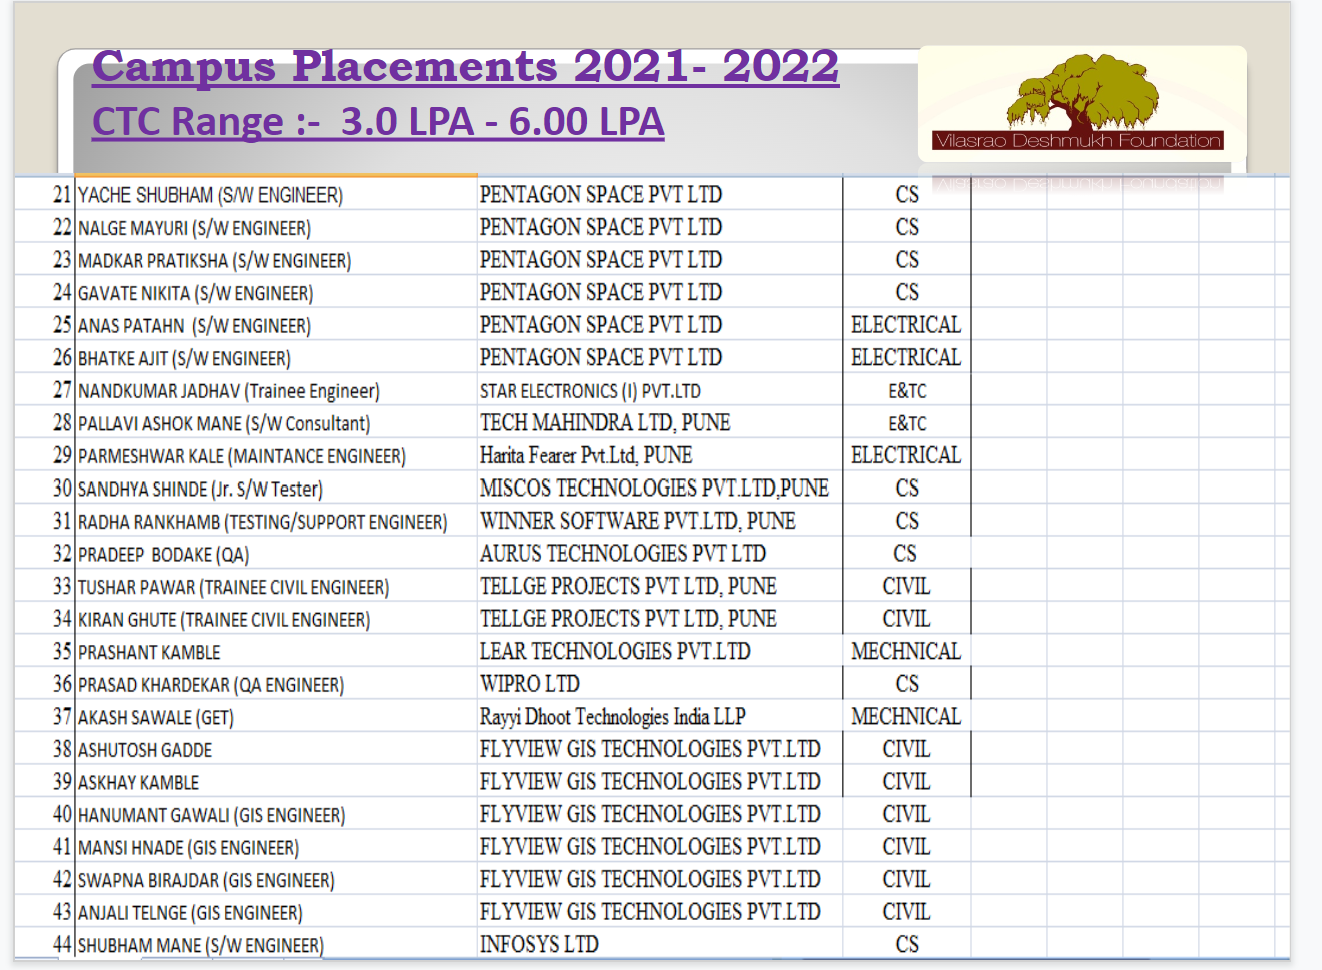 Campus Placements 2021- 2022
CTC Range :-  3.0 LPA - 6.00 LPA
Vilasrao Deshmukh Foundation
21 YACHE SHUBHAM (S/W ENGINEER) PENTAGON SPACE PVT LTD CS
22 NALGE MAYURI (S/W ENGINEER) PENTAGON SPACE PVT LTD CS
23 MADKAR PRATIKSHA (S/W ENGINEER) PENTAGON SPACE PVT LTD CS
24 GAVATE NIKITA (S/W ENGINEER) PENTAGON SPACE PVT LTD CS
25 ANAS PATAHN  (S/W ENGINEER) PENTAGON SPACE PVT LTD ELECTRICAL
26 BHATKE AJIT (S/W ENGINEER) PENTAGON SPACE PVT LTD ELECTRICAL
27 NANDKUMAR JADHAV (Trainee Engineer) STAR ELECTRONICS (I) PVT.LTD E&TC
28 PALLAVI ASHOK MANE (S/W Consultant) TECH MAHINDRA LTD, PUNE E&TC
29 PARMESHWAR KALE (MAINTANCE ENGINEER) Harita Fearer Pvt.Ltd, PUNE ELECTRICAL
30 SANDHYA SHINDE (Jr. S/W Tester) MISCOS TECHNOLOGIES PVT.LTD,PUNE CS
31 RADHA RANKHAMB (TESTING/SUPPORT ENGINEER) WINNER SOFTWARE PVT.LTD, PUNE CS
32 PRADEEP  BODAKE (QA) AURUS TECHNOLOGIES PVT LTD CS
33 TUSHAR PAWAR (TRAINEE CIVIL ENGINEER) TELLGE PROJECTS PVT LTD, PUNE CIVIL
34 KIRAN GHUTE (TRAINEE CIVIL ENGINEER) TELLGE PROJECTS PVT LTD, PUNE CIVIL
35 PRASHANT KAMBLE LEAR TECHNOLOGIES PVT.LTD MECHNICAL
36 PRASAD KHARDEKAR (QA ENGINEER) WIPRO LTD CS
37 AKASH SAWALE (GET) Rayyi Dhoot Technologies India LLP MECHNICAL
38 ASHUTOSH GADDE FLYVIEW GIS TECHNOLOGIES PVT.LTD CIVIL
39 ASKHAY KAMBLE FLYVIEW GIS TECHNOLOGIES PVT.LTD CIVIL
40 HANUMANT GAWALI (GIS ENGINEER) FLYVIEW GIS TECHNOLOGIES PVT.LTD CIVIL
41 MANSI HNADE (GIS ENGINEER) FLYVIEW GIS TECHNOLOGIES PVT.LTD CIVIL
42 SWAPNA BIRAJDAR (GIS ENGINEER) FLYVIEW GIS TECHNOLOGIES PVT.LTD CIVIL
43 ANJALI TELNGE (GIS ENGINEER) FLYVIEW GIS TECHNOLOGIES PVT.LTD CIVIL
44 SHUBHAM MANE (S/W ENGINEER) INFOSYS LTD CS